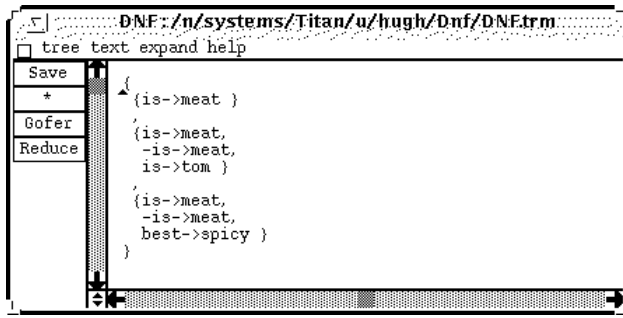 DNF:/n/systems/Titan/u/hugh/Dnf/DNF.trm
tree text expand help
Save
*
Gofer
Reduce
{
{is->meat }
,
{is->meat,
-is->meat,
is->tom }
,
{is->meat,
-is->meat,
best->spicy }
}